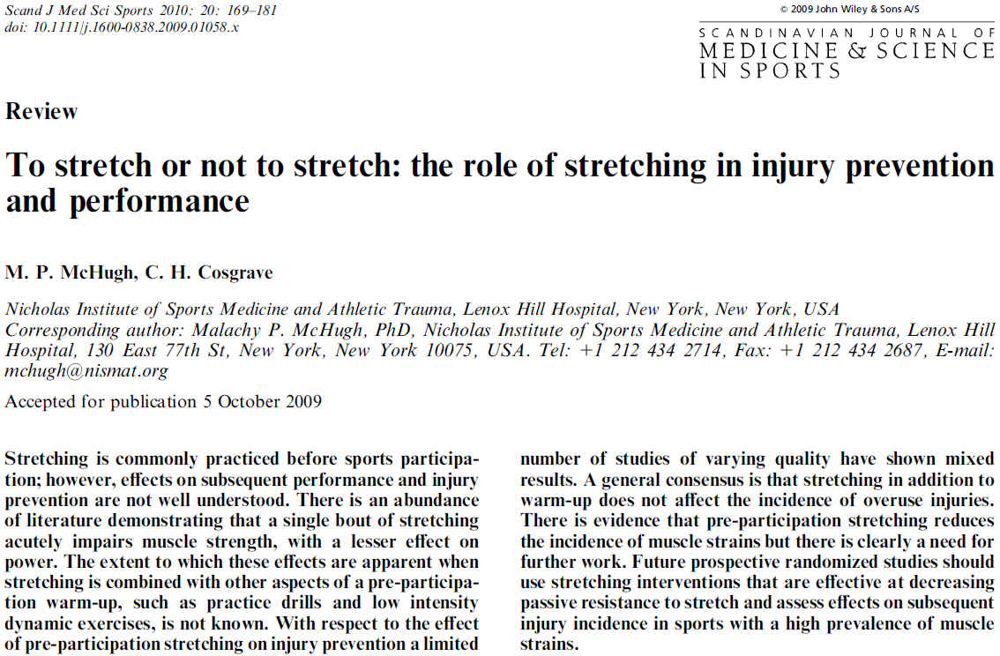 Scand J Med Sci Sports 2010: 20: 169–181
doi: 10.1111/j.1600-0838.2009.01058.x
© 2009 John Wiley & Sons A/S
SCANDINAVIAN JOURNAL OF
MEDICINE & SCIENCE
IN SPORTS
Review
To stretch or not to stretch: the role of stretching in injury prevention
and performance
M. P. McHugh, C. H. Cosgrave
Nicholas Institute of Sports Medicine and Athletic Trauma, Lenox Hill Hospital, New York, New York, USA
Corresponding author: Malachy P. McHugh, PhD, Nicholas Institute of Sports Medicine and Athletic Trauma, Lenox Hill
Hospital, 130 East 77th St, New York, New York 10075, USA. Tel: +1 212 434 2714, Fax: +1 212 434 2687, E-mail:
mchugh@nismat.org
Accepted for publication 5 October 2009
Stretching is commonly practiced before sports participa-
tion; however, effects on subsequent performance and injury
prevention are not well understood. There is an abundance
of literature demonstrating that a single bout of stretching
acutely impairs muscle strength, with a lesser effect on
power. The extent to which these effects are apparent when
stretching is combined with other aspects of a pre-participa-
tion warm-up, such as practice drills and low intensity
dynamic exercises, is not known. With respect to the effect
of pre-participation stretching on injury prevention a limited
number of studies of varying quality have shown mixed
results. A general consensus is that stretching in addition to
warm-up does not affect the incidence of overuse injuries.
There is evidence that pre-participation stretching reduces
the incidence of muscle strains but there is clearly a need for
further work. Future prospective randomized studies should
use stretching interventions that are effective at decreasing
passive resistance to stretch and assess effects on subsequent
injury incidence in sports with a high prevalence of muscle
strains.